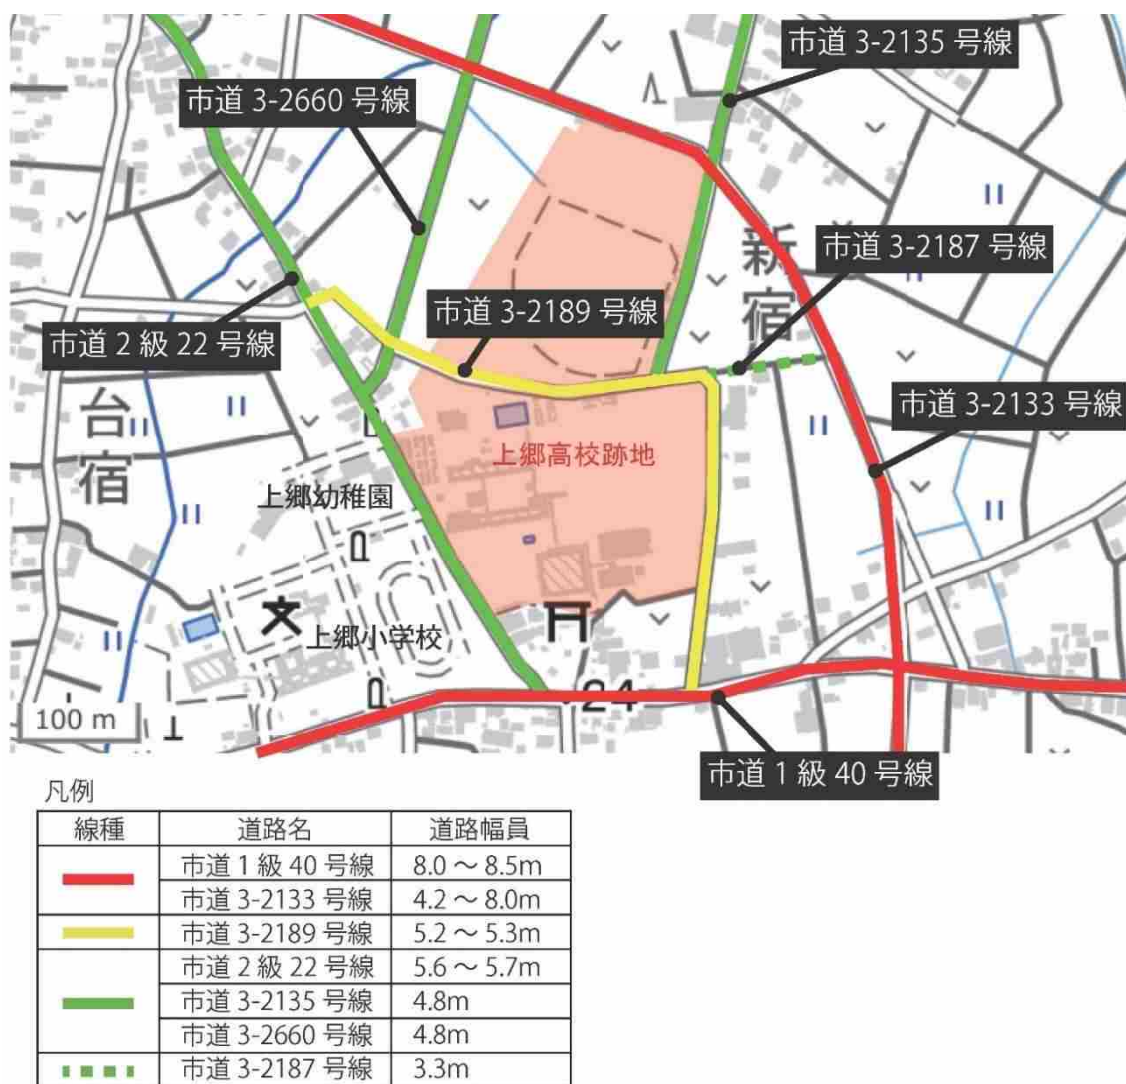 市道 3-2135 号線
市道 3-2660 号線
市道 3-2187 号線
新宿
市道 3-2189 号線
市道 2 級 22 号線
台宿
市道 3-2133 号線
上郷高校跡地
上郷幼稚園
文
上郷小学校
24
100 m
市道 1 級 40 号線
凡例
線種 道路名 道路幅員
市道 1 級 40 号線 8.0 ～ 8.5m
市道 3-2133 号線 4.2 ～ 8.0m
市道 3-2189 号線 5.2 ～ 5.3m
市道 2 級 22 号線 5.6 ～ 5.7m
市道 3-2135 号線 4.8m
市道 3-2660 号線 4.8m
市道 3-2187 号線 3.3m